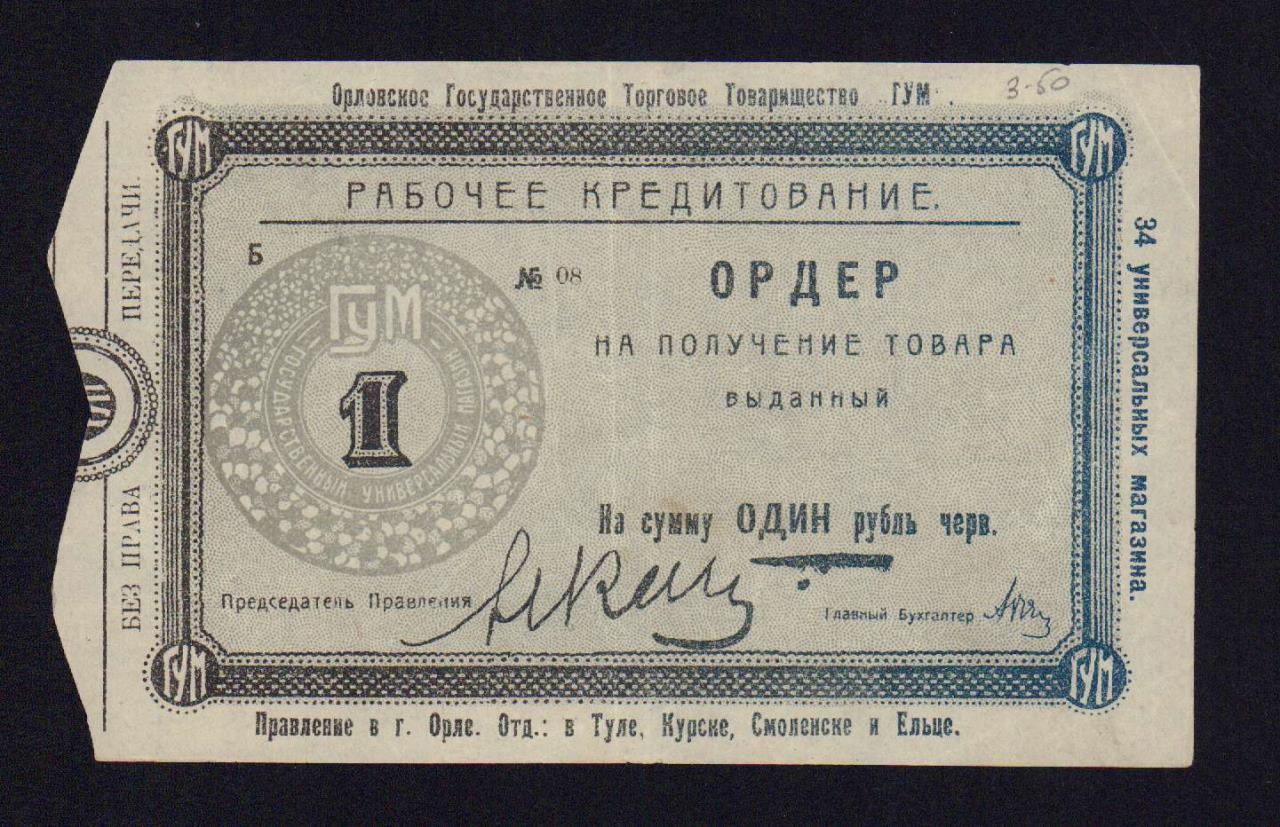 3-50
Орловское Государственное Торговое Товарищество ГУМ.
ГУМ
ГУМ
РАБОЧЕЕ КРЕДИТОВАНИЕ.
Б
№ 08
ОРДЕР
НА ПОЛУЧЕНИЕ ТОВАРА
выданный
ГУМ
1
ГОСУДАРСТВЕННЫЙ УНИВЕРСАЛЬН МАГАЗИН
На сумму ОДИН рубль черв.
Председатель Правления
Главный Бухгалтер
ГУМ
ГУМ
Правление в г. Орле. Отд.: в Туле, Курске, Смоленске и Ельце.
БЕЗ ПРАВА ПЕРЕДАЧИ.
34 универсальных магазина.